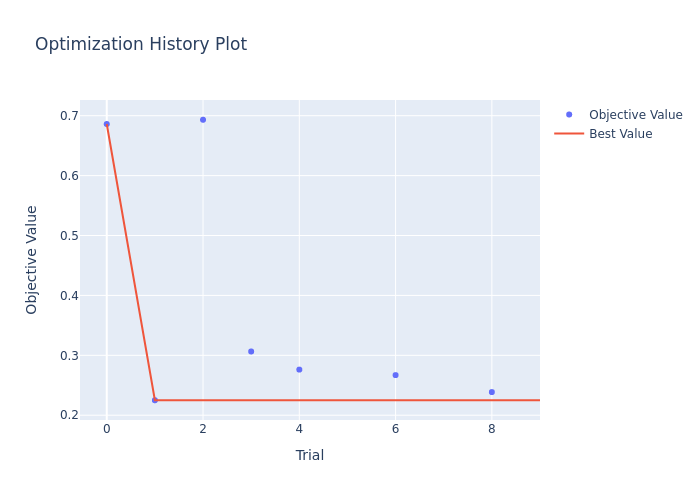 Optimization History Plot
Objective Value
Best Value
0.7
0.6
0.5
0.4
0.3
0.2
Objective Value
0 2 4 6 8
Trial